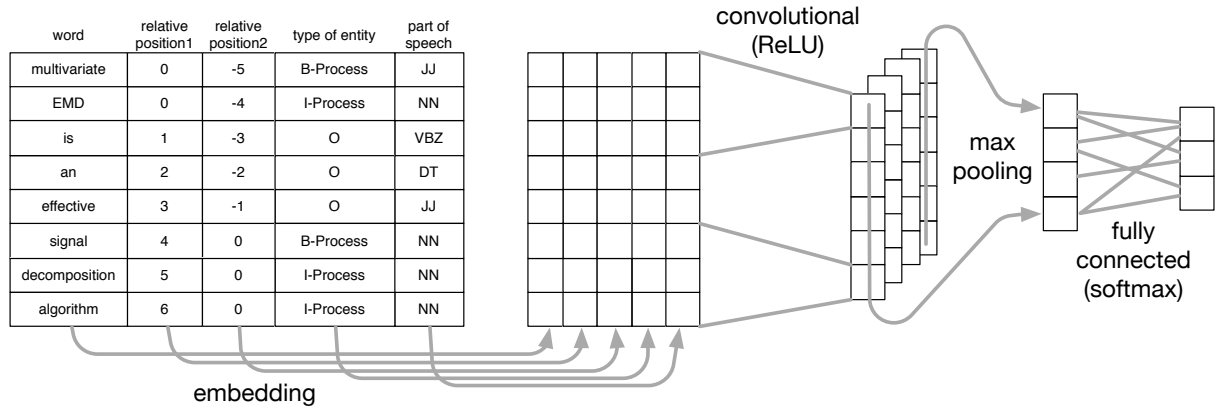 word relative position1 relative position2 type of entity part of speech
multivariate 0 -5 B-Process JJ
EMD 0 -4 I-Process NN
is 1 -3 O VBZ
an 2 -2 O DT
effective 3 -1 O JJ
signal 4 0 B-Process NN
decomposition 5 0 I-Process NN
algorithm 6 0 I-Process NN
embedding
convolutional
(ReLU)
max
pooling
fully
connected
(softmax)